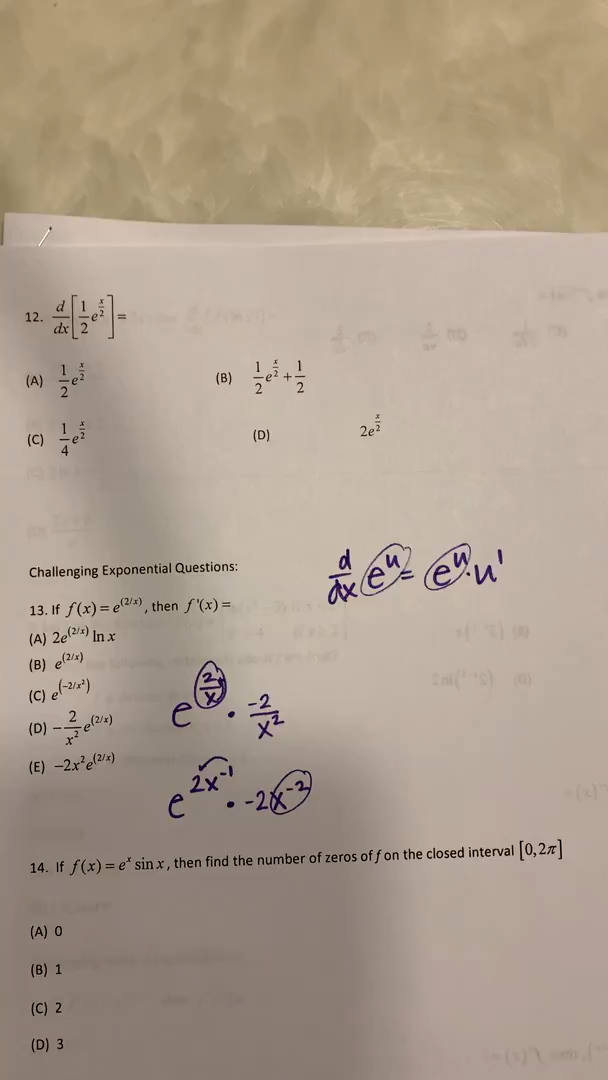 12. d/dx [1/2 e^(x/2)] =
(A) 1/2 e^(x/2) (B) 1/2 e^(x/2) + 1/2
(C) 1/4 e^(x/2) (D) 2e^(x/2)
d/dx e^u = e^u · u'
Challenging Exponential Questions:
13. If f(x) = e^(2/x), then f'(x) =
(A) 2e^(2/x) ln x
(B) e^(2/x)
(C) e^(-2/x²)
(D) -2/x² e^(2/x)
(E) -2x² e^(2/x)
e^(2/x) · -2/x²
e^(2x^-1) · -2x^-2
14. If f(x) = e^x sin x, then find the number of zeros of f on the closed interval [0, 2π]
(A) 0
(B) 1
(C) 2
(D) 3